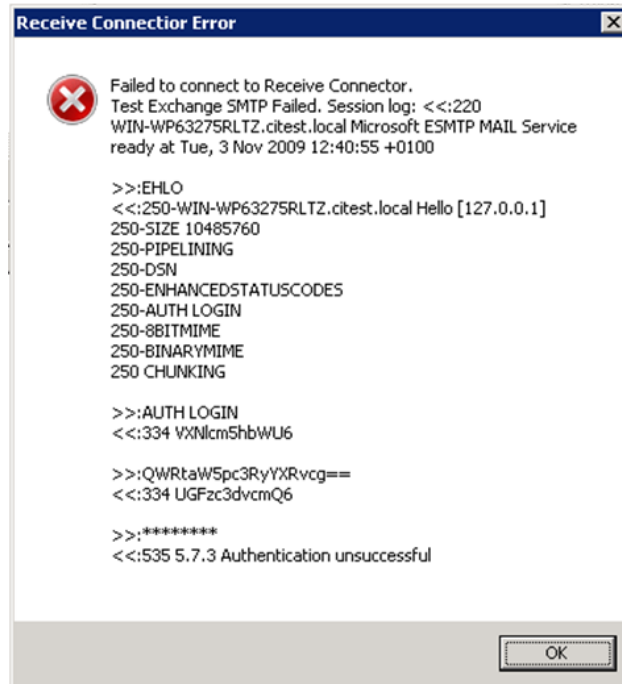 Receive Connectior Error
Failed to connect to Receive Connector.
Test Exchange SMTP Failed. Session log: <<:220
WIN-WP63275RLTZ.citest.local Microsoft ESMTP MAIL Service
ready at Tue, 3 Nov 2009 12:40:55 +0100
>>:EHLO
<<:250-WIN-WP63275RLTZ.citest.local Hello [127.0.0.1]
250-SIZE 10485760
250-PIPELINING
250-DSN
250-ENHANCEDSTATUSCODES
250-AUTH LOGIN
250-8BITMIME
250-BINARYMIME
250 CHUNKING
>>:AUTH LOGIN
<<:334 VXNlcm5hbWU6
>>:QWRtaW5pc3RyYXRvcg==
<<:334 UGFzc3dvcmQ6
>>:********
<<:535 5.7.3 Authentication unsuccessful
OK